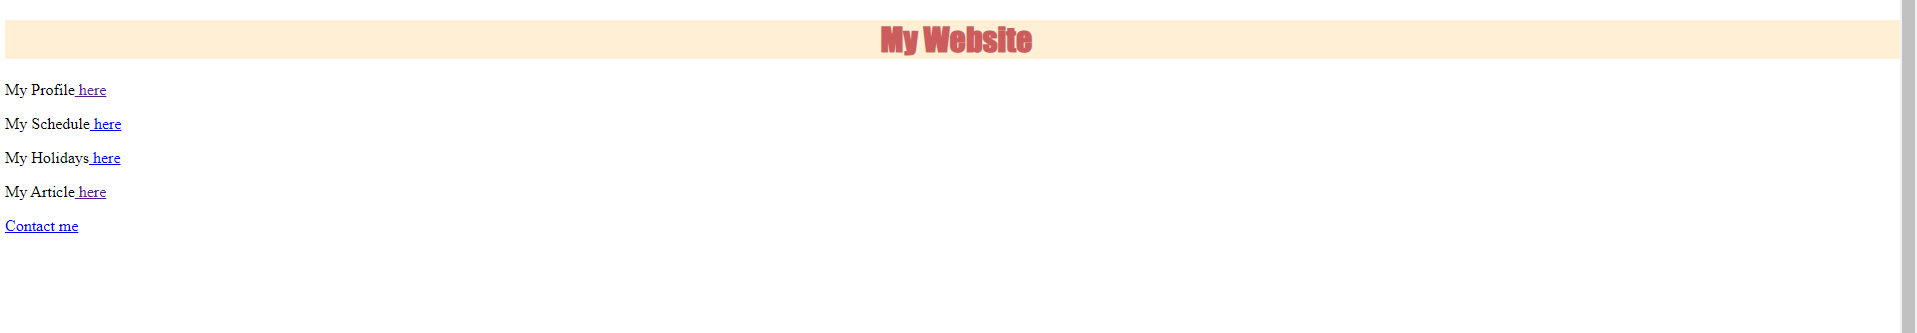 My Website
My Profile here
My Schedule here
My Holidays here
My Article here
Contact me